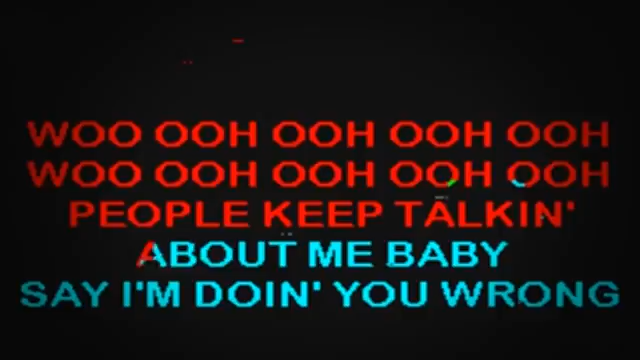 WOO OOH OOH OOH OOH
WOO OOH OOH OOH OOH
PEOPLE KEEP TALKIN'
ABOUT ME BABY
SAY I'M DOIN' YOU WRONG